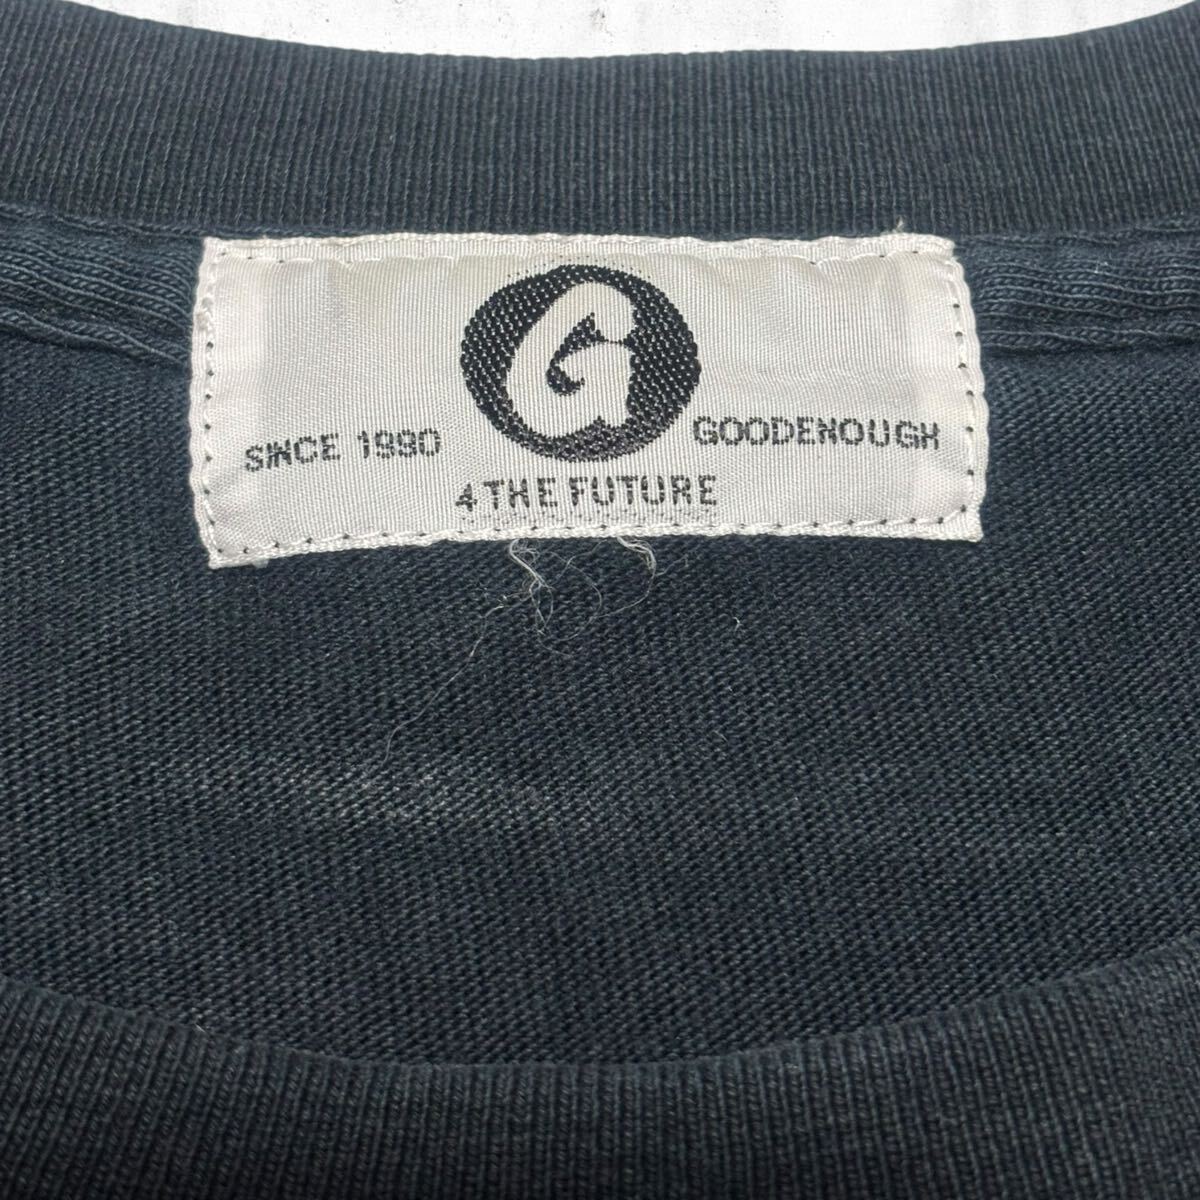 G
SINCE 1990
GOODENOUGH
4 THE FUTURE